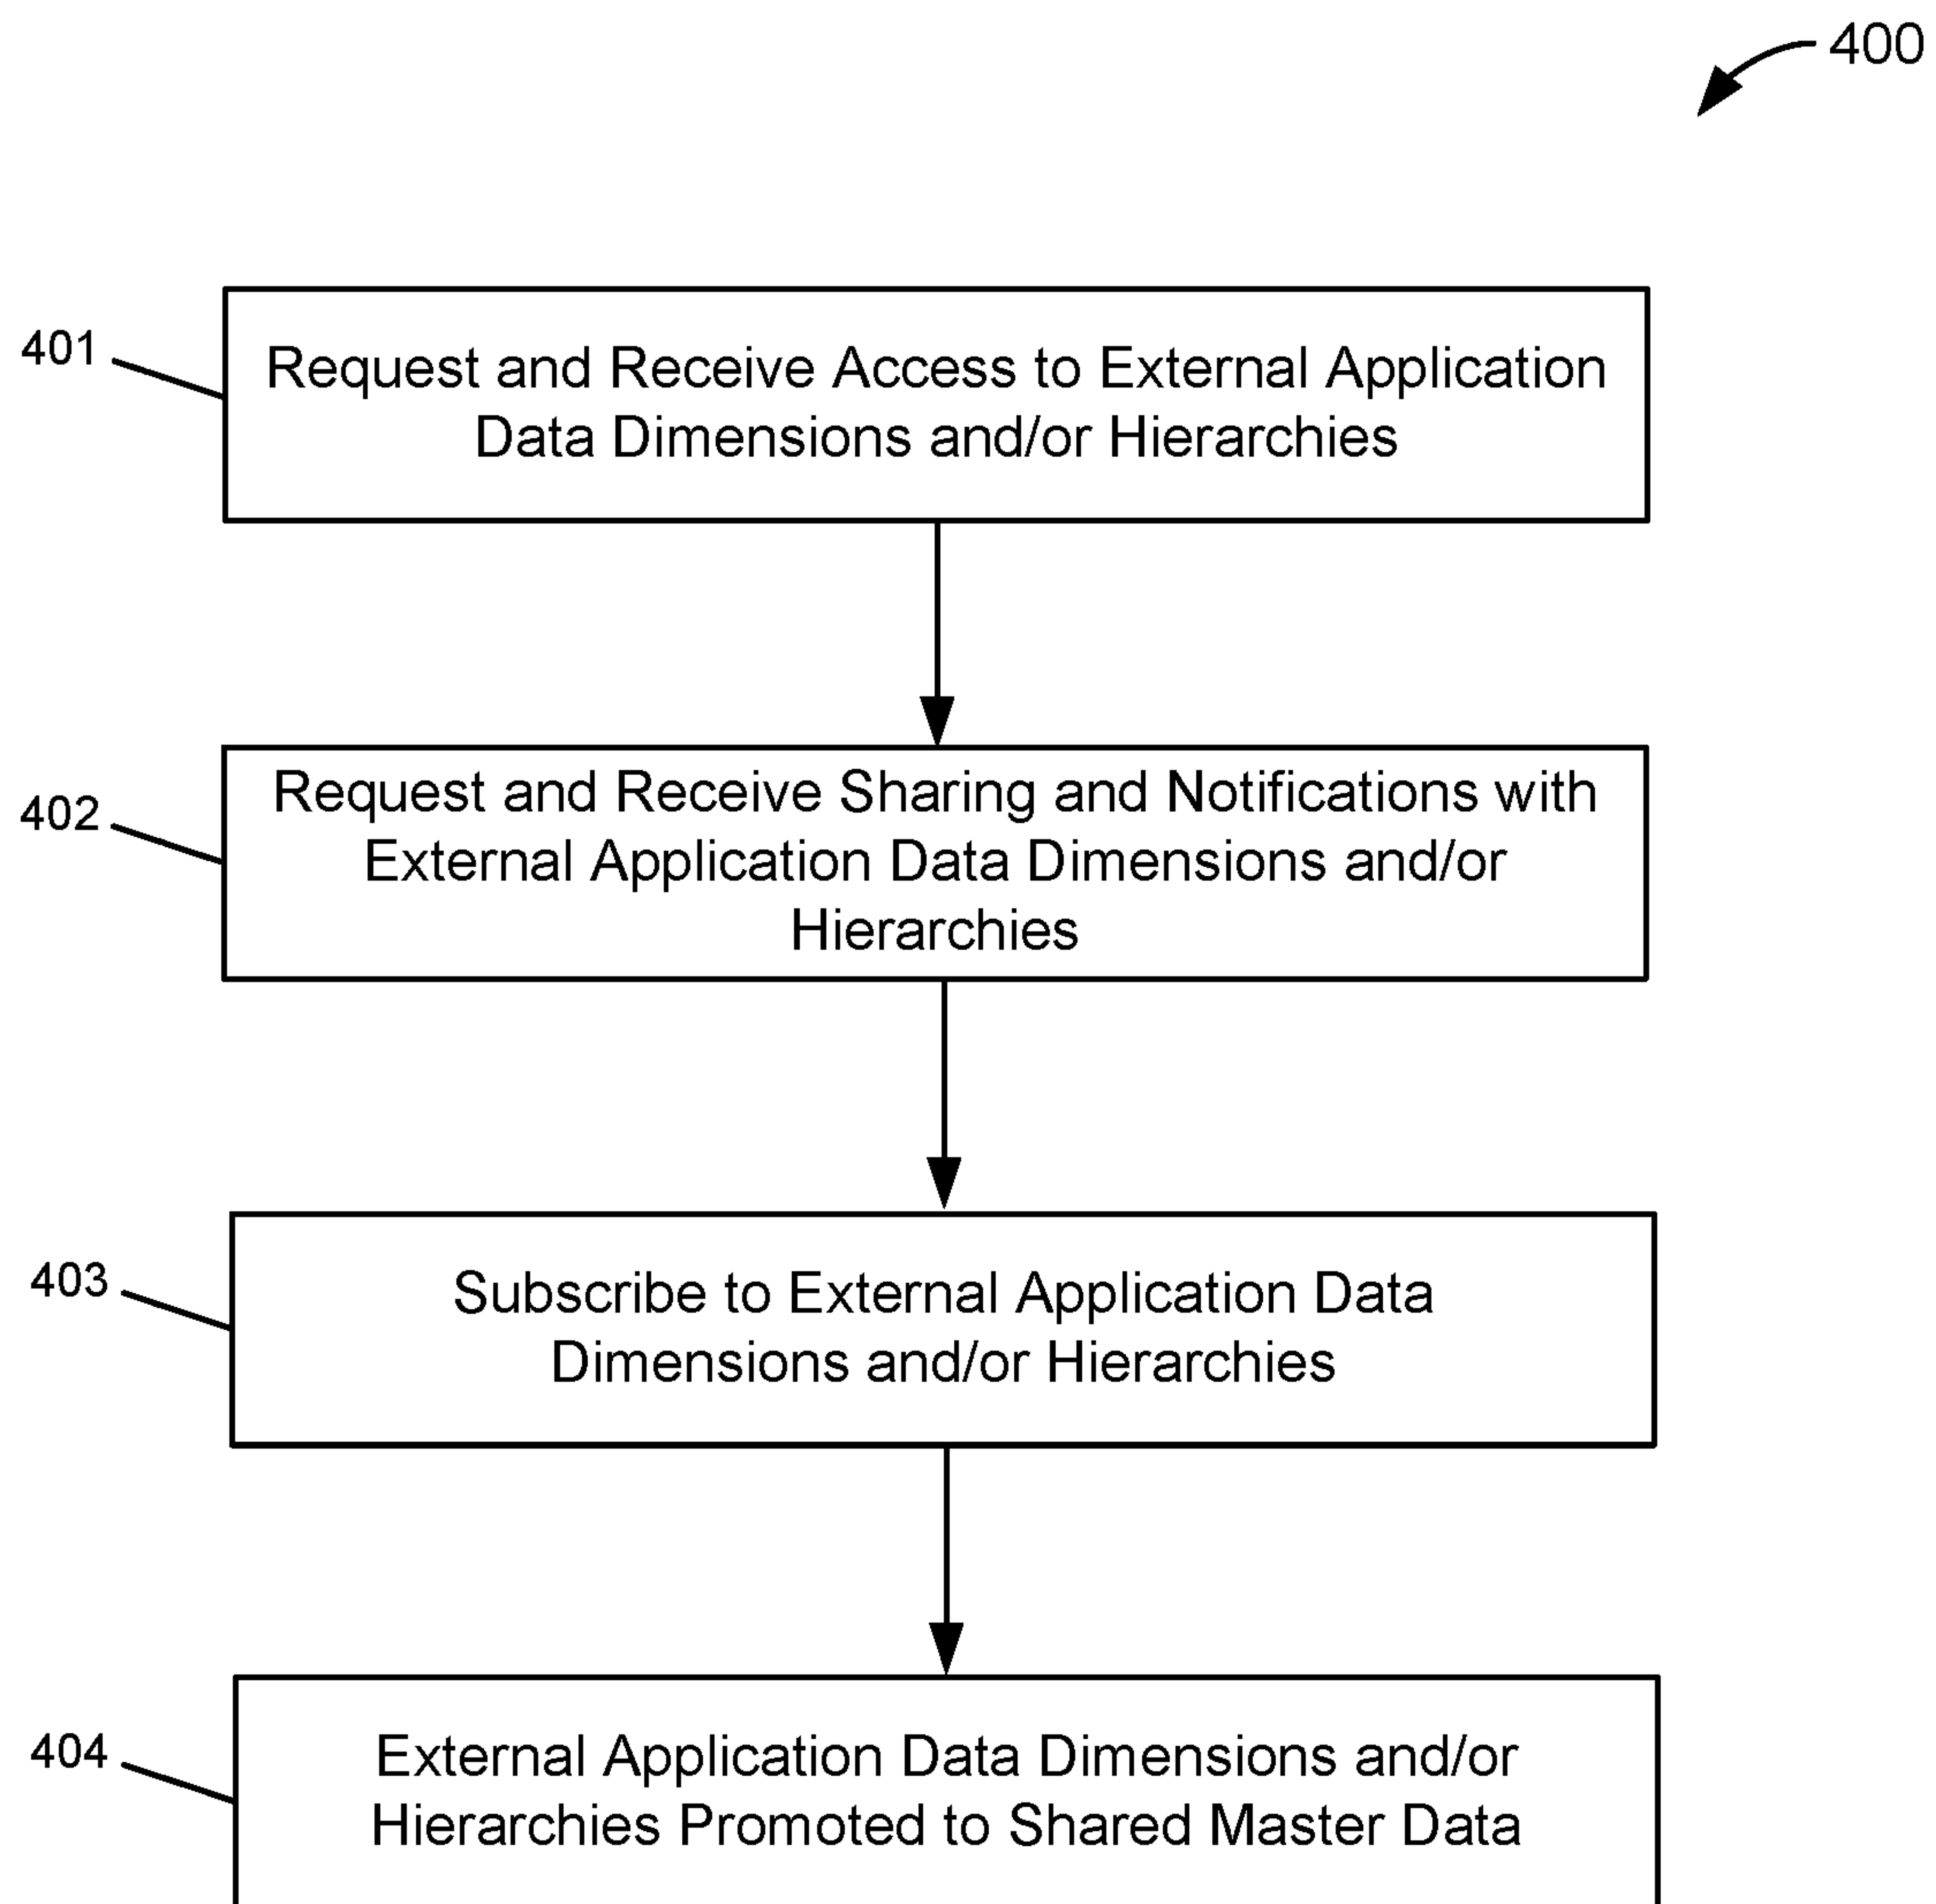 400
401
Request and Receive Access to External Application
Data Dimensions and/or Hierarchies
402
Request and Receive Sharing and Notifications with
External Application Data Dimensions and/or
Hierarchies
403
Subscribe to External Application Data
Dimensions and/or Hierarchies
404
External Application Data Dimensions and/or
Hierarchies Promoted to Shared Master Data